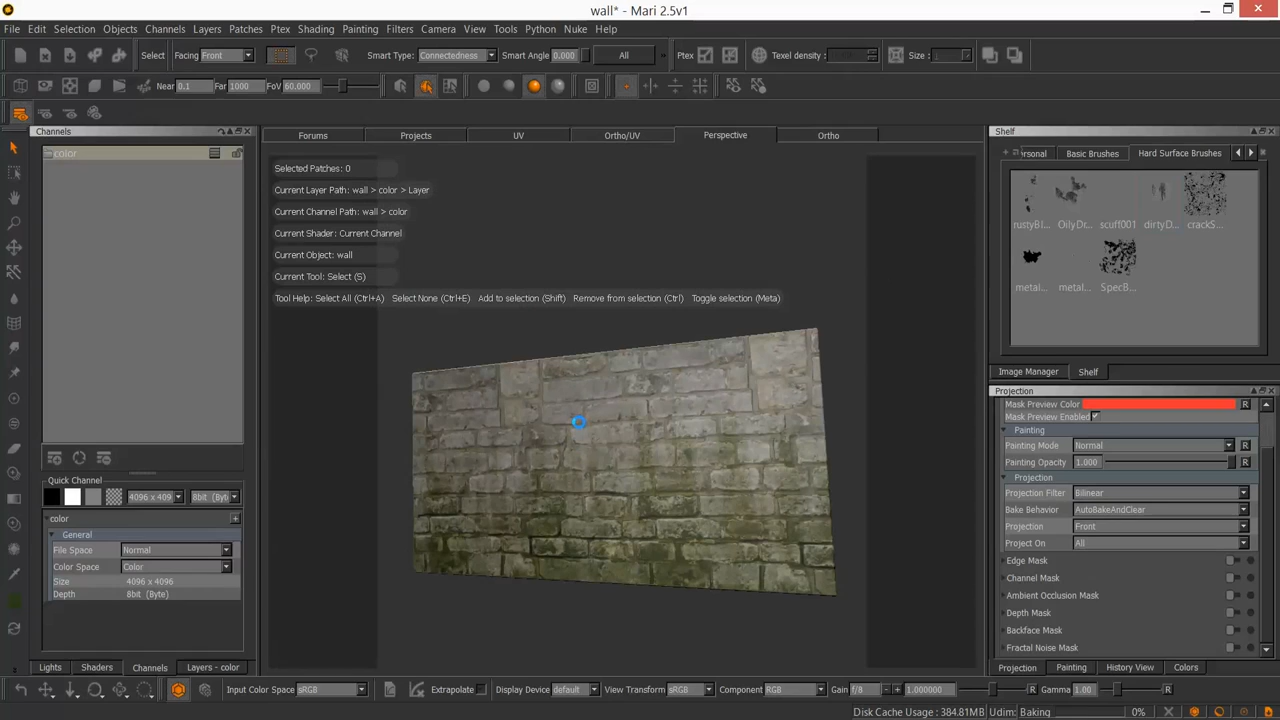 wall* - Mari 2.5v1
File Edit Selection Objects Channels Layers Patches Ptex Shading Painting Filters Camera View Tools Python Nuke Help
Select Facing Front Smart Type: Connectedness Smart Angle 0.000 All Ptex Texel density: Size: 1
Near 0.1 Far 1000 FoV 60.000
Channels
color
Forums Projects UV Ortho/UV Perspective Ortho
Selected Patches: 0
Current Layer Path: wall > color > Layer
Current Channel Path: wall > color
Current Shader: Current Channel
Current Object: wall
Current Tool: Select (S)
Tool Help: Select All (Ctrl+A) Select None (Ctrl+E) Add to selection (Shift) Remove from selection (Ctrl) Toggle selection (Meta)
Shelf
rsonal Basic Brushes Hard Surface Brushes
rustyBl... OilyDr... scuff001 dirtyD... crackS...
metal... metal... SpecB...
Image Manager Shelf
Projection
Mask Preview Color R
Mask Preview Enabled R
Painting
Painting Mode Normal R
Painting Opacity 1.000 R
Projection
Projection Filter Bilinear
Bake Behavior AutoBakeAndClear
Projection Front
Project On All
Edge Mask
Channel Mask
Ambient Occlusion Mask
Depth Mask
Backface Mask
Fractal Noise Mask
Projection Painting History View Colors
Quick Channel
4096 x 409 8bit (Byt
color
General
File Space Normal
Color Space Color
Size 4096 x 4096
Depth 8bit (Byte)
Lights Shaders Channels Layers - color
Input Color Space sRGB Extrapolate Display Device default View Transform sRGB Component RGB Gain f/8 1.000000 R Gamma 1.00 R
Disk Cache Usage : 384.81MB Udim: Baking 0%